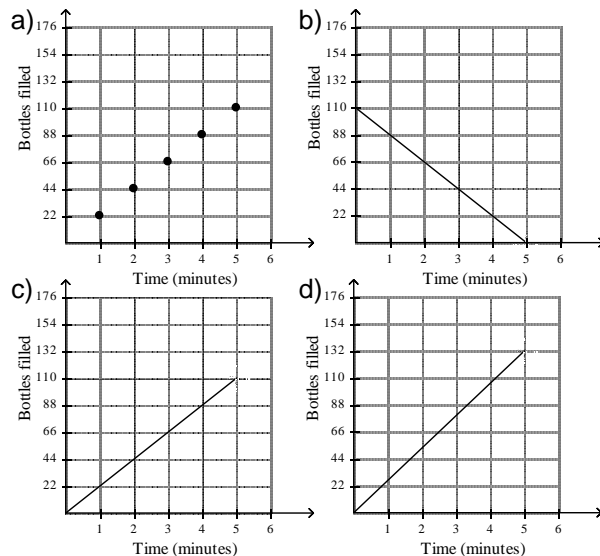 a)
176
154
132
110
88
66
44
22
Bottles filled
1 2 3 4 5 6
Time (minutes)
b)
176
154
132
110
88
66
44
22
Bottles filled
1 2 3 4 5 6
Time (minutes)
c)
176
154
132
110
88
66
44
22
Bottles filled
1 2 3 4 5 6
Time (minutes)
d)
176
154
132
110
88
66
44
22
Bottles filled
1 2 3 4 5 6
Time (minutes)